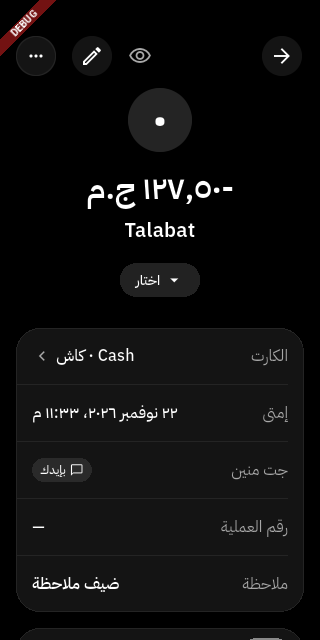 DEBUG
-١٢٧,٥٠ ج.م
Talabat
اختار
الكارت
كاش · Cash
إمتى
٢٢ نوفمبر ٢٠٢٦، ١١:٣٣ م
جت منين
بإيدك
رقم العملية
—
ملاحظة
ضيف ملاحظة